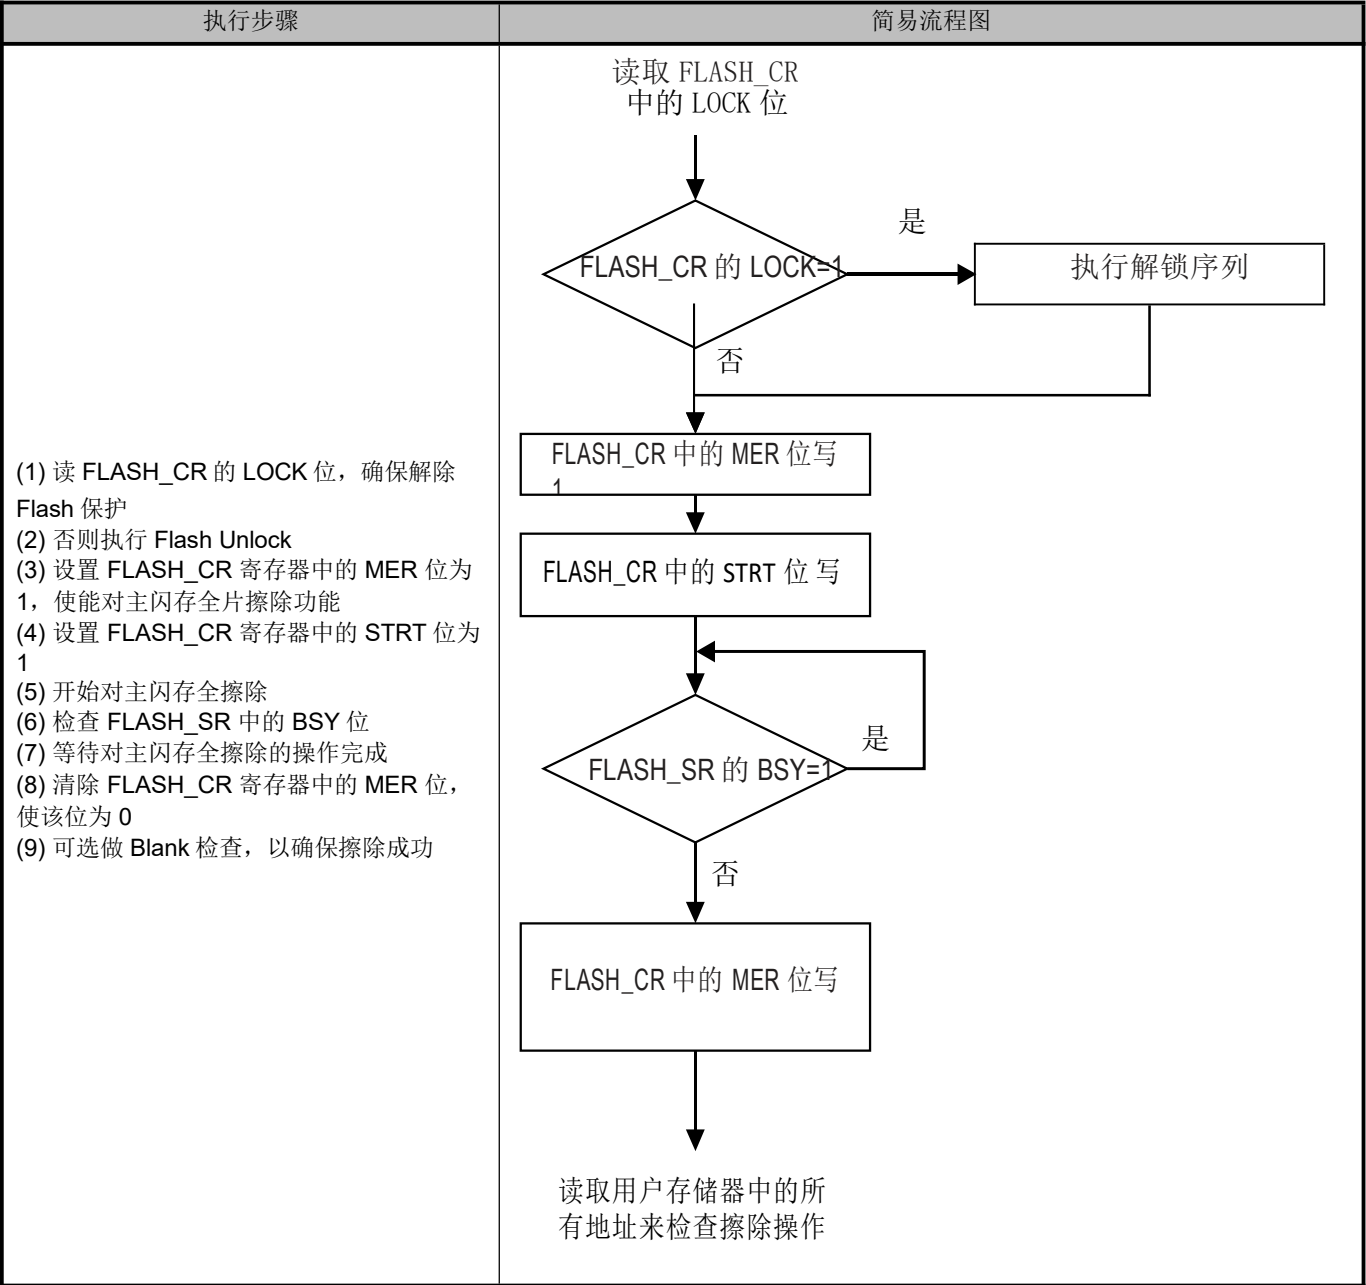 执行步骤
简易流程图
(1) 读 FLASH_CR 的 LOCK 位，确保解除
Flash 保护
(2) 否则执行 Flash Unlock
(3) 设置 FLASH_CR 寄存器中的 MER 位为
1，使能对主闪存全片擦除功能
(4) 设置 FLASH_CR 寄存器中的 STRT 位为
1
(5) 开始对主闪存全擦除
(6) 检查 FLASH_SR 中的 BSY 位
(7) 等待对主闪存全擦除的操作完成
(8) 清除 FLASH_CR 寄存器中的 MER 位，
使该位为 0
(9) 可选做 Blank 检查，以确保擦除成功
读取 FLASH_CR
中的 LOCK 位
FLASH_CR 的 LOCK=1
是
执行解锁序列
否
FLASH_CR 中的 MER 位写
1
FLASH_CR 中的 STRT 位 写
FLASH_SR 的 BSY=1
是
否
FLASH_CR 中的 MER 位写
读取用户存储器中的所
有地址来检查擦除操作